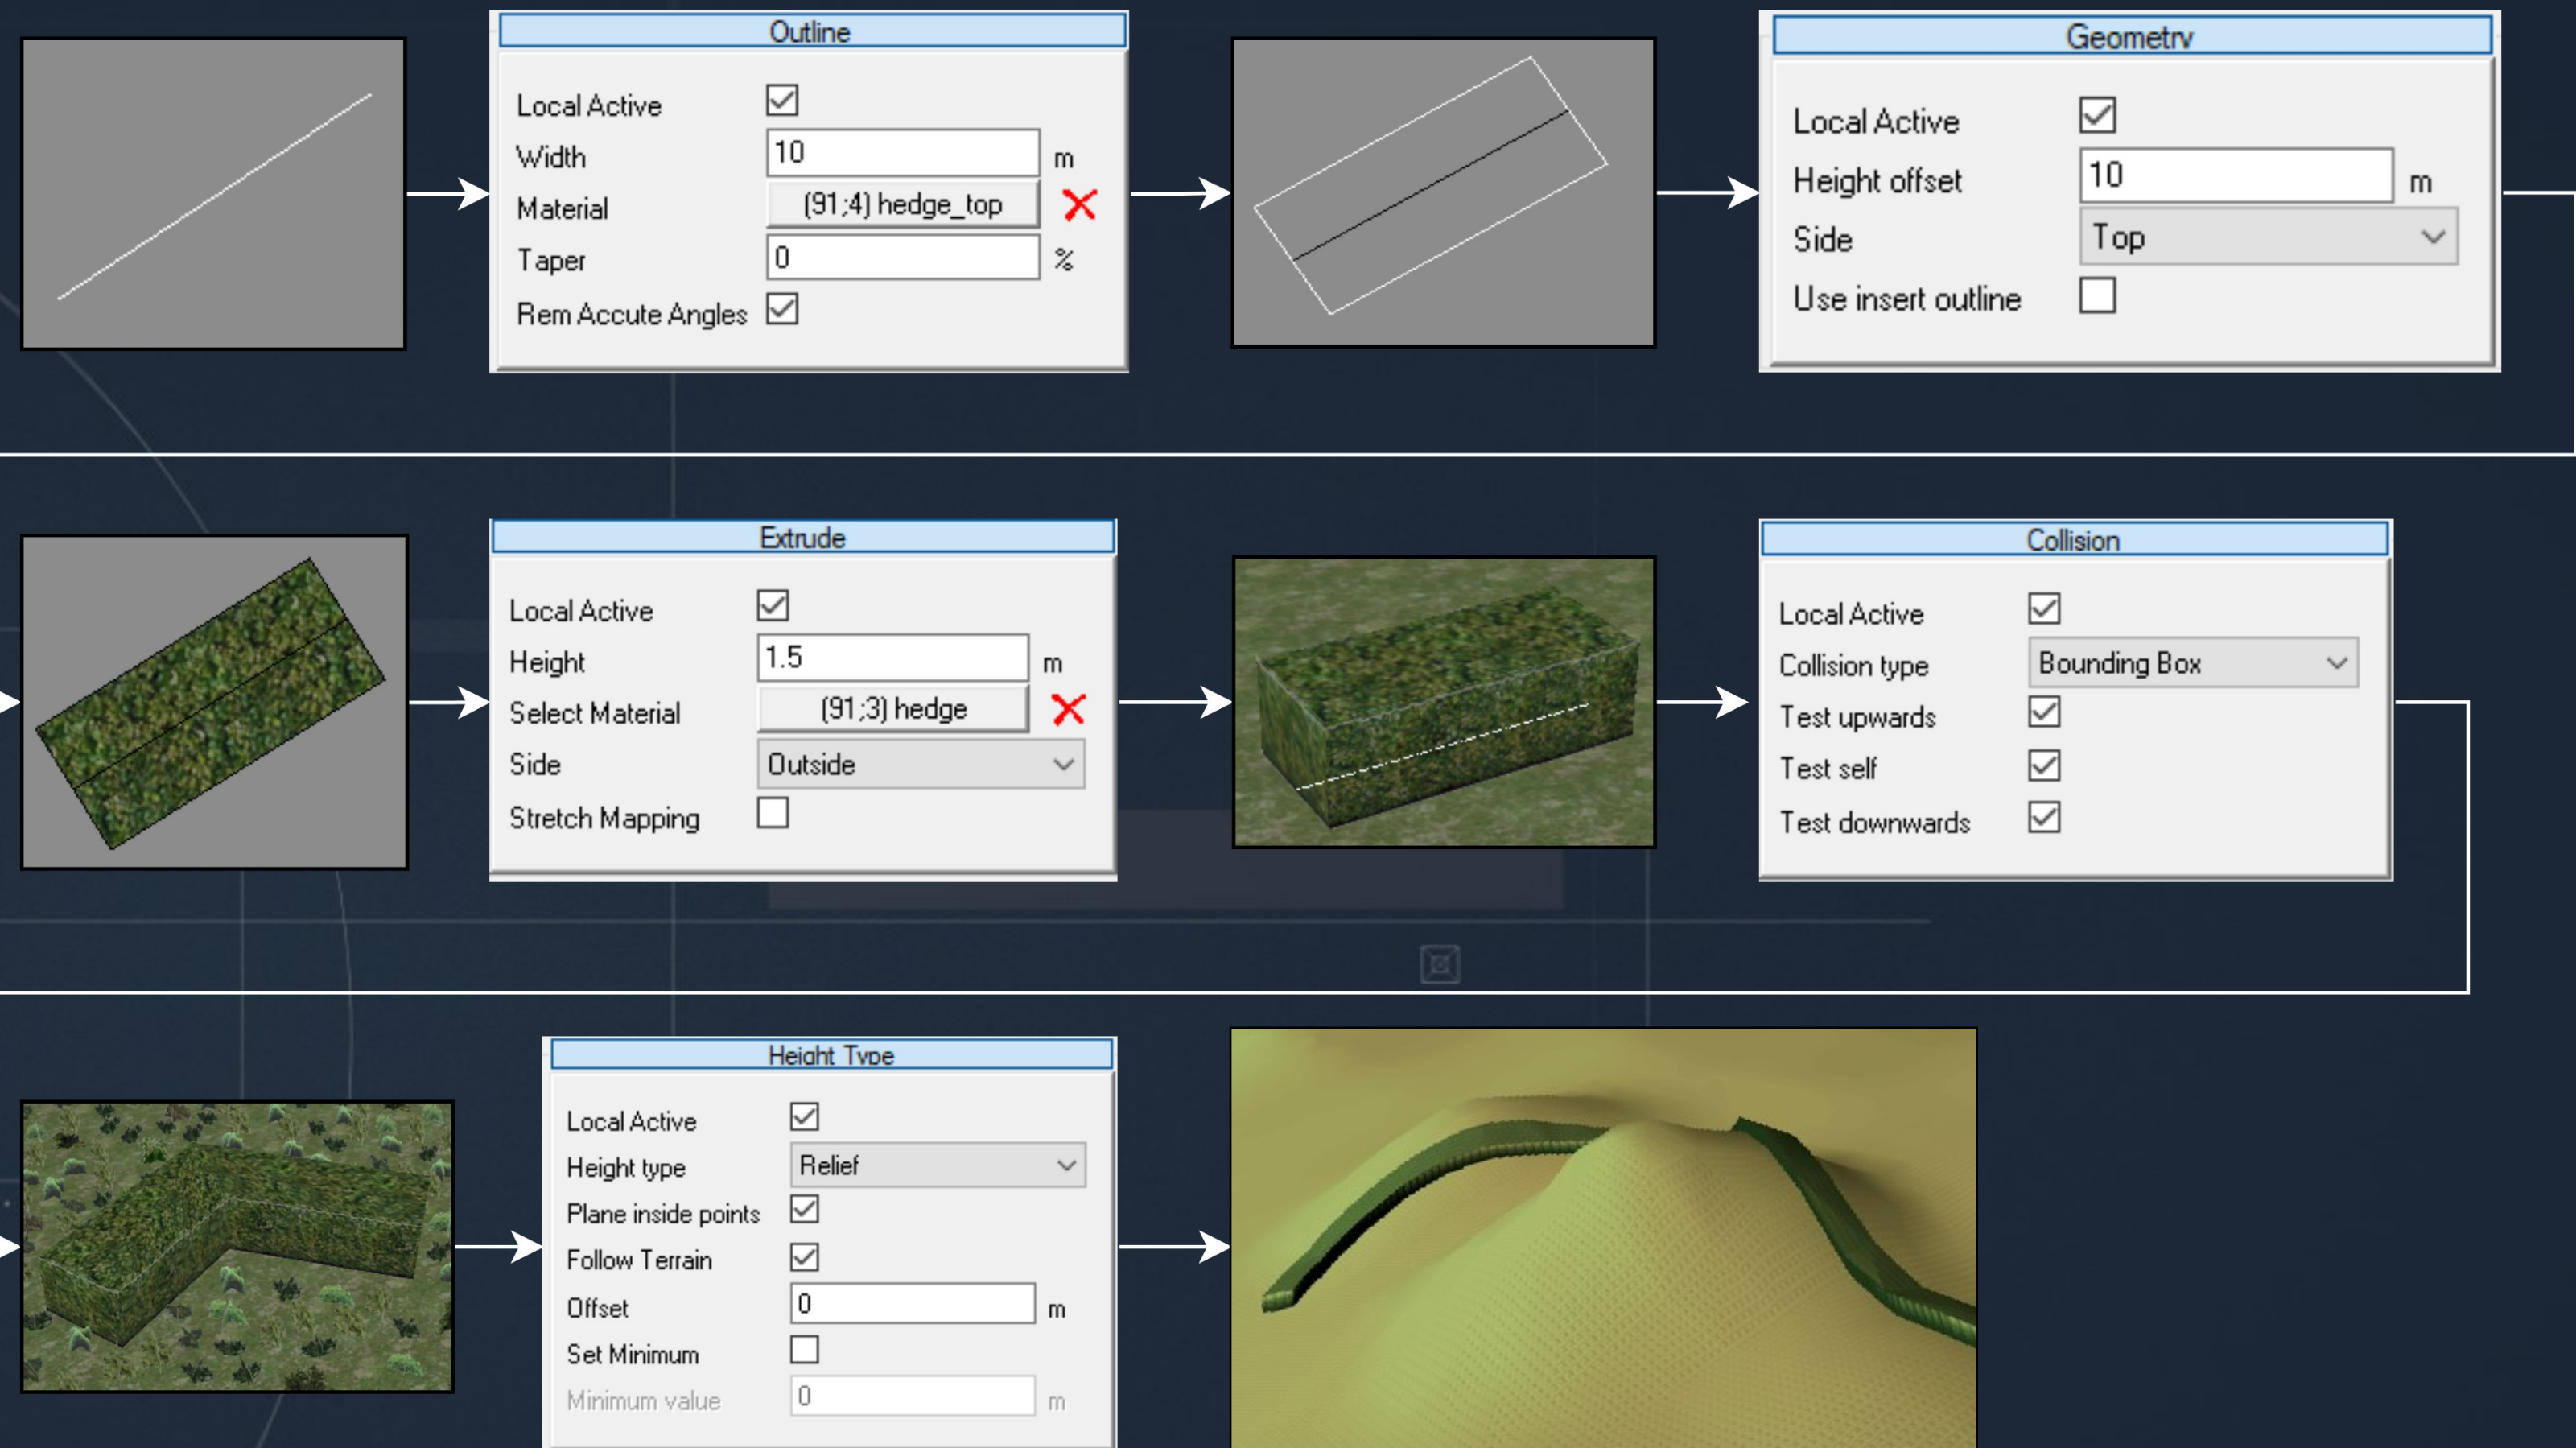 Outline
Local Active
Width 10 m
Material (91;4) hedge_top
Taper 0 %
Rem Accute Angles
Geometry
Local Active
Height offset 10 m
Side Top
Use insert outline
Extrude
Local Active
Height 1.5 m
Select Material (91;3) hedge
Side Outside
Stretch Mapping
Collision
Local Active
Collision type Bounding Box
Test upwards
Test self
Test downwards
Height Type
Local Active
Height type Relief
Plane inside points
Follow Terrain
Offset 0 m
Set Minimum
Minimum value 0 m